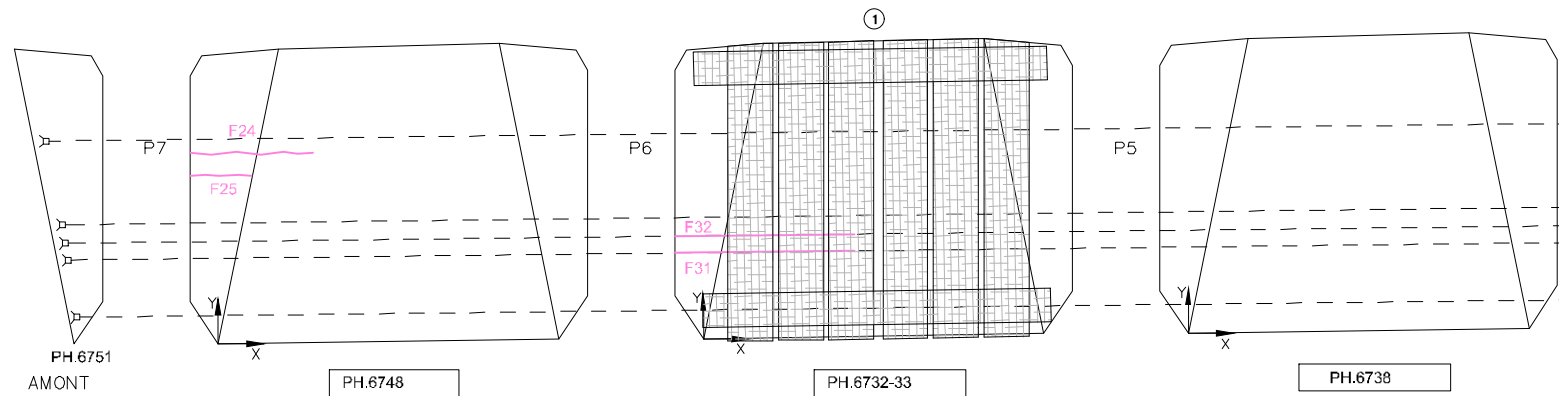 1
F24
P7
P6
P5
F25
F32
F31
Y
Y
Y
X
X
X
PH.6751
AMONT
PH.6748
PH.6732-33
PH.6738